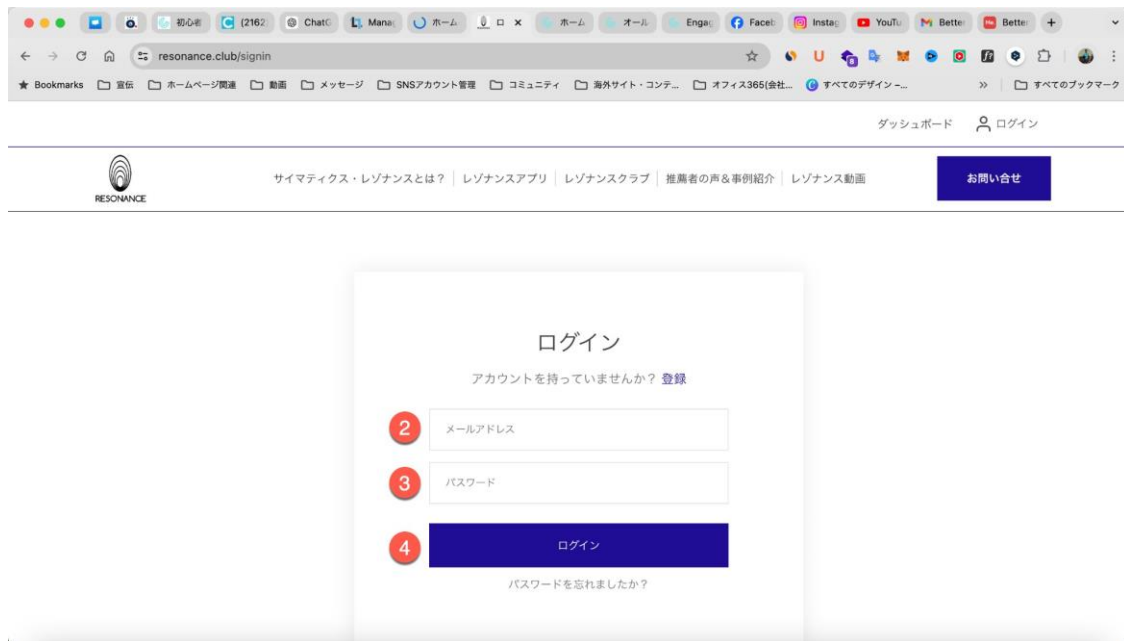 初心者 (2162 ChatG Mana ホーム ロ ホーム オール Engag Faceb Instag YouTu Better Better
resonance.club/signin
Bookmarks 宣伝 ホームページ関連 動画 メッセージ SNSアカウント管理 コミュニティ 海外サイト・コンテ... オフィス365(会社... すべてのデザイン –... » すべてのブックマーク
ダッシュボード ログイン
サイマティクス・レゾナンスとは? レゾナンスアプリ レゾナンスクラブ 推薦者の声&事例紹介 レゾナンス動画 お問い合せ
RESONANCE
ログイン
アカウントを持っていませんか? 登録
2 メールアドレス
3 パスワード
4 ログイン
パスワードを忘れましたか?